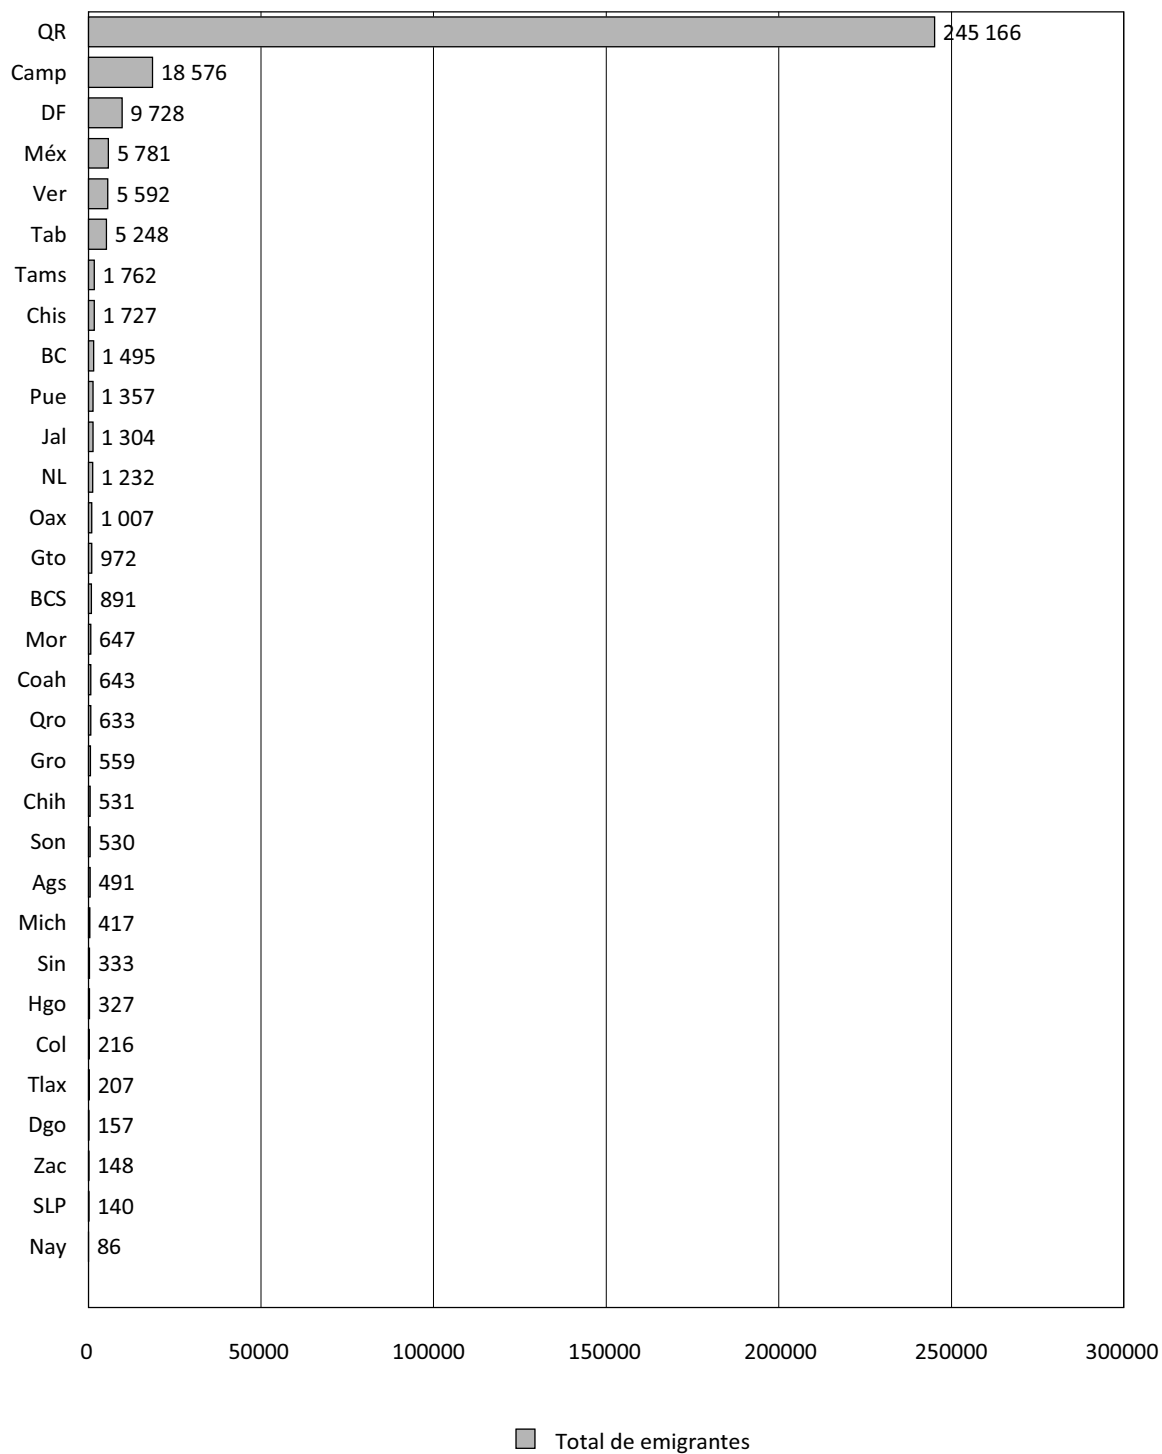 QR 245 166
Camp 18 576
DF 9 728
Méx 5 781
Ver 5 592
Tab 5 248
Tams 1 762
Chis 1 727
BC 1 495
Pue 1 357
Jal 1 304
NL 1 232
Oax 1 007
Gto 972
BCS 891
Mor 647
Coah 643
Qro 633
Gro 559
Chih 531
Son 530
Ags 491
Mich 417
Sin 333
Hgo 327
Col 216
Tlax 207
Dgo 157
Zac 148
SLP 140
Nay 86
0 50000 100000 150000 200000 250000 300000
Total de emigrantes